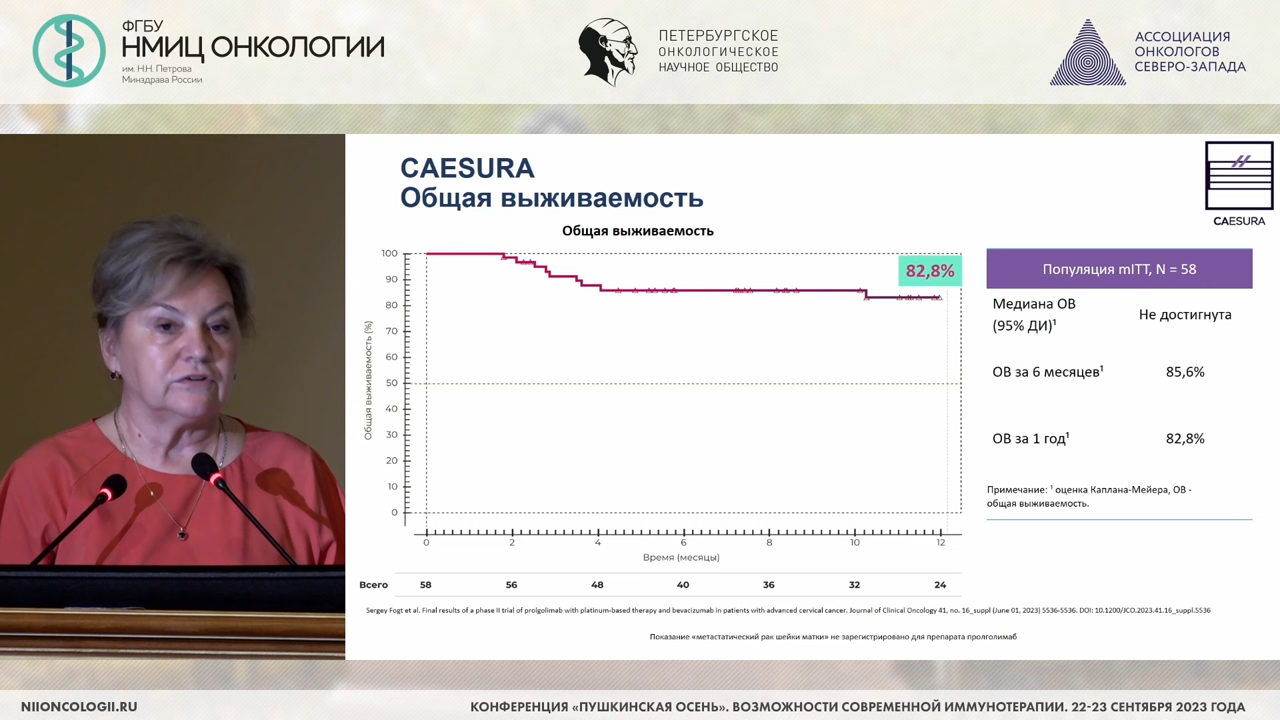 ФГБУ
НМИЦ ОНКОЛОГИИ
им. Н.Н. Петрова
Минздрава России
ПЕТЕРБУРГСКОЕ
ОНКОЛОГИЧЕСКОЕ
НАУЧНОЕ ОБЩЕСТВО
АССОЦИАЦИЯ
ОНКОЛОГОВ
СЕВЕРО-ЗАПАДА
CAESURA
Общая выживаемость
CAESURA
Общая выживаемость
82,8%
Общая выживаемость (%)
100
90
80
70
60
50
40
30
20
10
0
0 2 4 6 8 10 12
Время (месяцы)
Всего 58 56 48 40 36 32 24
Популяция mITT, N = 58
Медиана ОВ
(95% ДИ)¹ Не достигнута
ОВ за 6 месяцев¹ 85,6%
ОВ за 1 год¹ 82,8%
Примечание: ¹ оценка Каплана-Мейера, ОВ -
общая выживаемость.
Sergey Fogt et al. Final results of a phase II trial of prolgolimab with platinum-based therapy and bevacizumab in patients with advanced cervical cancer. Journal of Clinical Oncology 41, no. 16_suppl (June 01, 2023) 5536-5536. DOI: 10.1200/JCO.2023.41.16_suppl.5536
Показание «метастатический рак шейки матки» не зарегистрировано для препарата пролголимаб
NIIONCOLOGII.RU
КОНФЕРЕНЦИЯ «ПУШКИНСКАЯ ОСЕНЬ». ВОЗМОЖНОСТИ СОВРЕМЕННОЙ ИММУНОТЕРАПИИ. 22-23 СЕНТЯБРЯ 2023 ГОДА